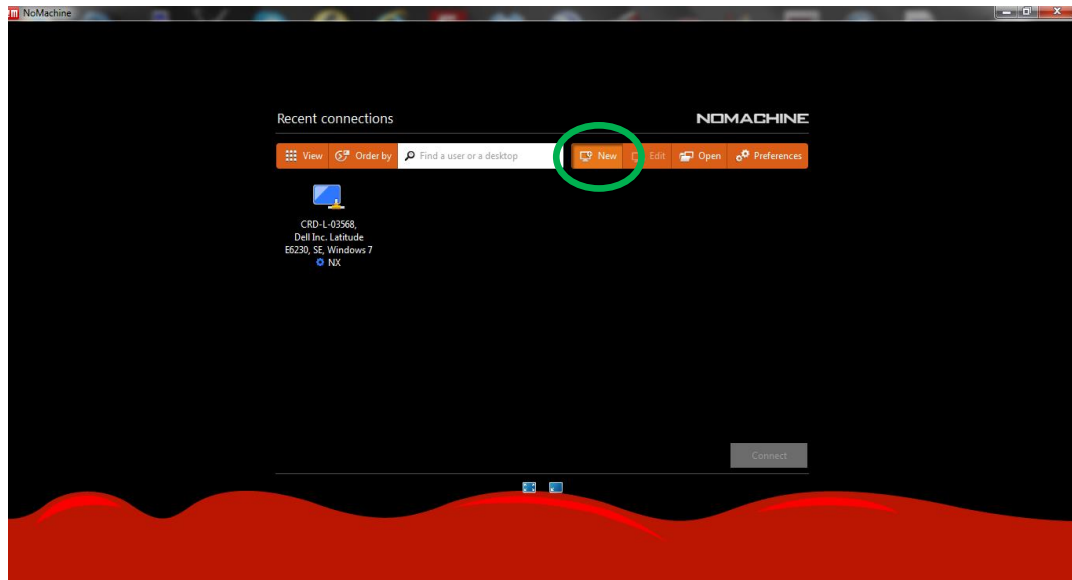 NoMachine
Recent connections
NOMACHINE
View Order by Find a user or a desktop New Edit Open Preferences
CRD-L-03568,
Dell Inc. Latitude
E6230, SE, Windows 7
NX
Connect